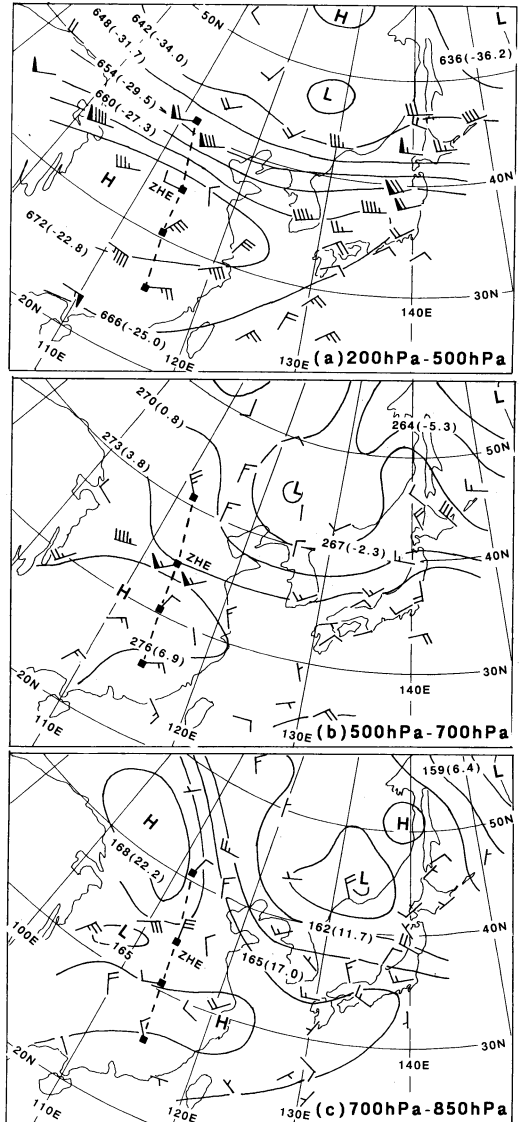 648(-31.7)
642(-34.0)
50N
H
L
636(-36.2)
654(-29.5)
660(-27.3)
L
40N
H
ZHE
672(-22.8)
30N
20N
666(-25.0)
140E
110E
120E
130E
(a)200hPa-500hPa
270(0.8)
L
264(-5.3)
273(3.8)
50N
L
267(-2.3)
40N
ZHE
H
276(6.9)
30N
20N
140E
110E
120E
130E
(b)500hPa-700hPa
159(6.4)
L
H
H
50N
168(22.2)
L
100E
L
162(11.7)
40N
165
ZHE
165(17.0)
H
30N
20N
140E
110E
120E
130E
(c)700hPa-850hPa